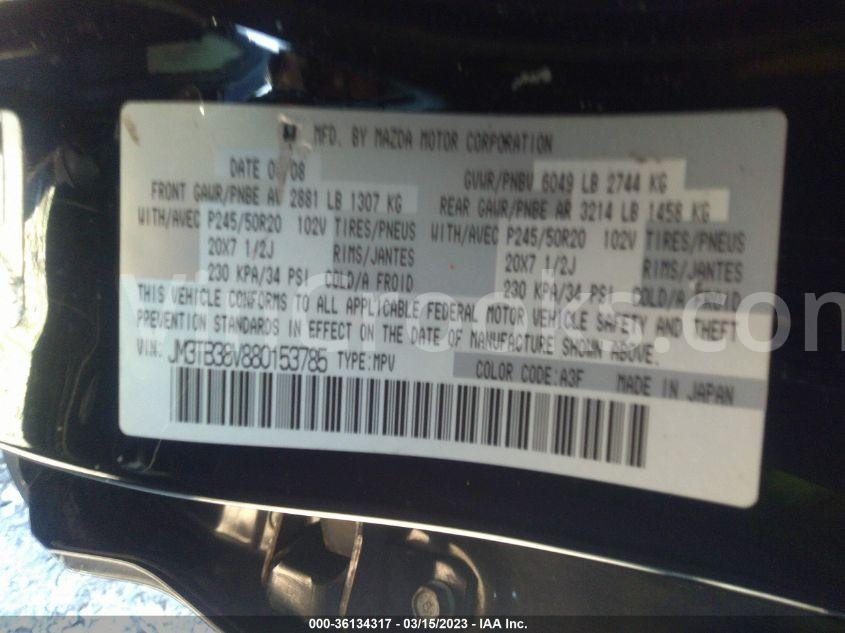 MFD. BY MAZDA MOTOR CORPORATION
DATE 0 /08
GVWR/PNBV 6049 LB 2744 KG
FRONT GAWR/PNBE AV 2881 LB 1307 KG
REAR GAWR/PNBE AR 3214 LB 1458 KG
WITH/AVEC P245/50R20 102V TIRES/PNEUS
20X7 1/2J RIMS/JANTES
230 KPA/34 PSI COLD/A FROID
WITH/AVEC P245/50R20 102V TIRES/PNEUS
20X7 1/2J RIMS/JANTES
230 KPA/34 PSI COLD/A FROID
THIS VEHICLE CONFORMS TO ALL APPLICABLE FEDERAL MOTOR VEHICLE SAFETY AND THEFT
PREVENTION STANDARDS IN EFFECT ON THE DATE OF MANUFACTURE SHOWN ABOVE.
VIN: JM3TB38V880153785 TYPE:MPV
COLOR CODE:A3F MADE IN JAPAN
000-36134317 - 03/15/2023 - IAA Inc.